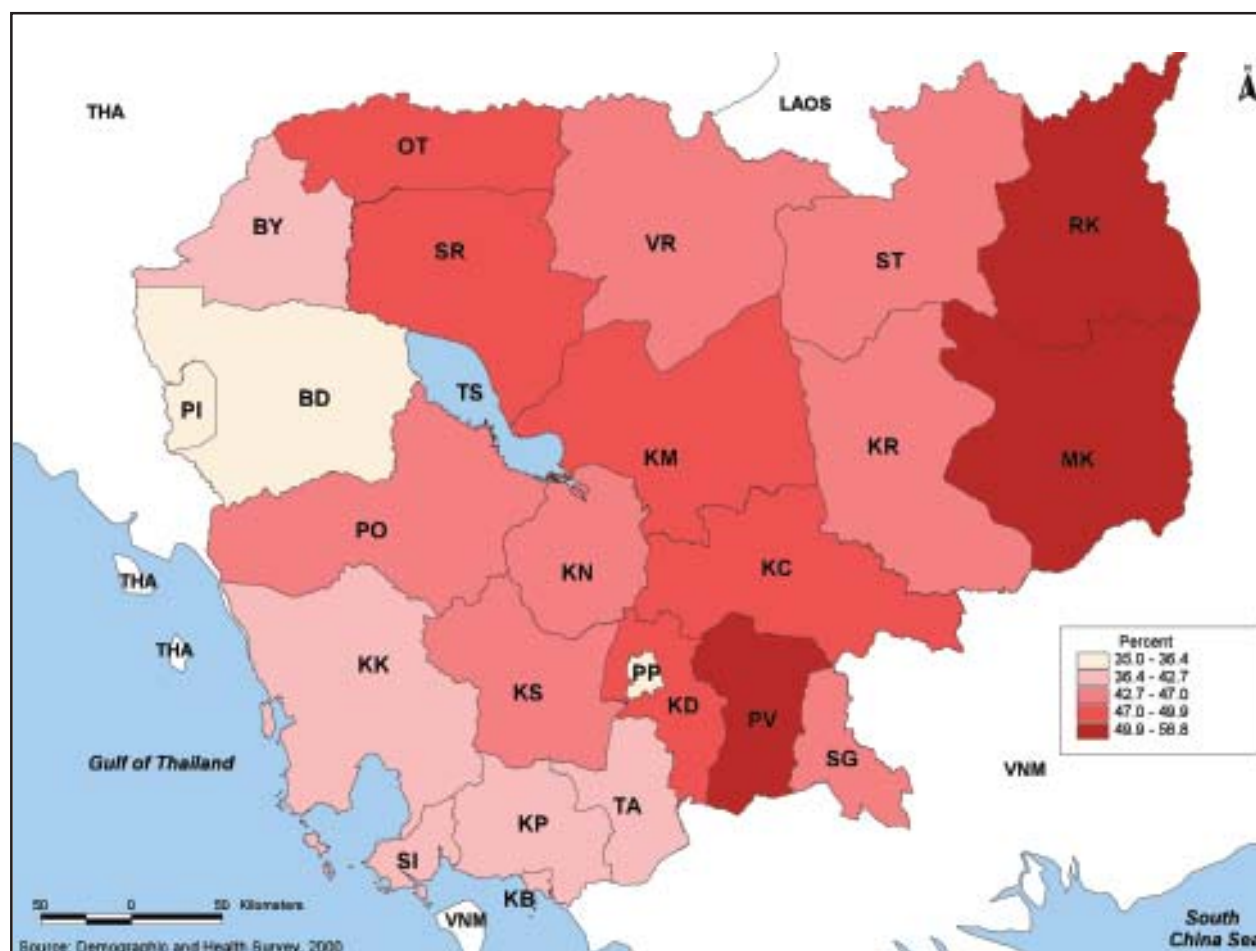 THA
LAOS
OT
BY
SR
VR
ST
RK
PI
BD
TS
KM
KR
MK
PO
KN
KC
THA
THA
KK
KS
PP
KD
PV
SG
Percent
35.0 - 36.4
36.4 - 42.7
42.7 - 47.0
47.0 - 49.9
49.9 - 58.8
Gulf of Thailand
VNM
TA
KP
SI
KB
VNM
50 0 50 Kilometers
South
China Sea
Source: Demographic and Health Survey, 2000